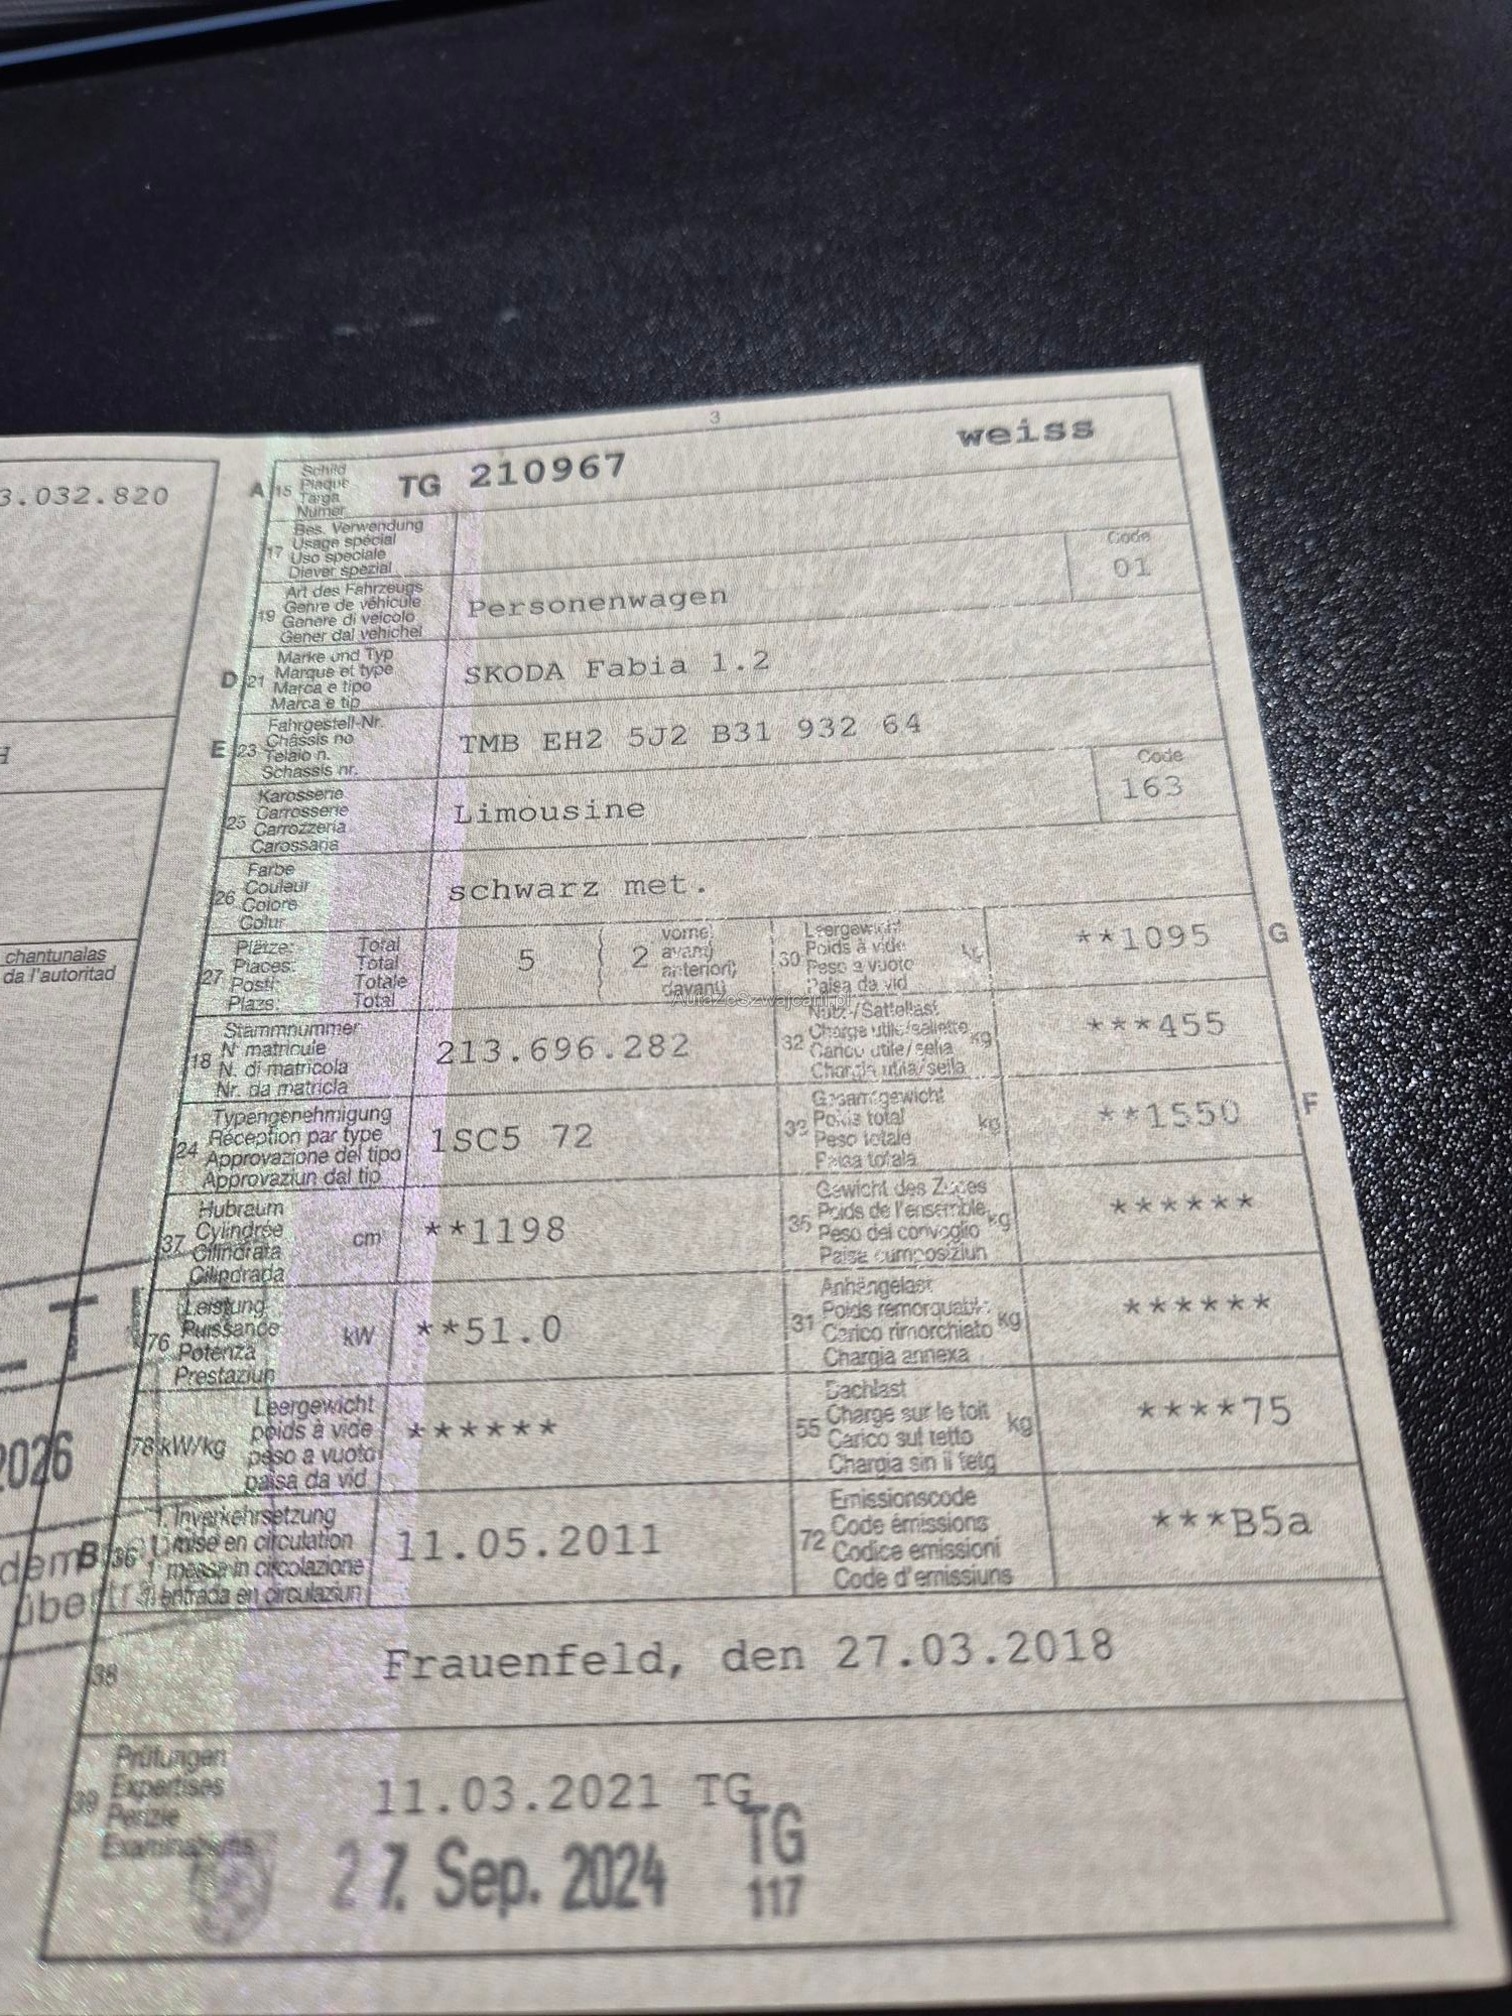 3
3.032.820
chantunalas
da l'autoritad
2026
dem
A 15 Schild
Plaque
Targa
Numer
TG 210967
weiss
17 Bes. Verwendung
Usage spécial
Uso speciale
Diever spezial
19 Art des Fahrzeugs
Genre de véhicule
Genere di veicolo
Gener dal vehichel
Personenwagen
Code
01
D 21 Marke und Typ
Marque et type
Marca e tipo
Marca e tip
SKODA Fabia 1.2
E 23 Fahrgestell-Nr.
Châssis no
Telaio n.
Schassis nr.
TMB EH2 5J2 B31 932 64
25 Karosserie
Carrosserie
Carrozzeria
Carossaria
Limousine
Code
163
26 Farbe
Couleur
Colore
Colur
schwarz met.
27 Plätze: Total
Places: Total
Posti: Totale
Plazs: Total
5 { 2 vorne
avant
anteriori
davant
30 Leergewicht
Poids à vide
Peso a vuoto
Paisa da vid
kg
**1095 G
AutaZeSzwajcarii.pl
18 Stammnummer
N° matricule
N. di matricola
Nr. da matricla
213.696.282
32 Nutz-/Sattellast
Charge utile/sellette
Carico utile/sella
Chargia utila/sella
kg
***455
24 Typengenehmigung
Réception par type
Approvazione del tipo
Approvaziun dal tip
1SC5 72
33 Gesamtgewicht
Poids total
Peso totale
Paisa totala
kg
**1550 F
37 Hubraum
Cylindrée
Cilindrata
Cilindrada
cm
**1198
35 Gewicht des Zuges
Poids de l'ensemble
Peso del convoglio
Paisa cumposiziun
kg
******
76 Leistung
Puissance
Potenza
Prestaziun
kW
**51.0
31 Anhängelast
Poids remorquable
Carico rimorchiato
Chargia annexa
kg
******
78 kW/kg
Leergewicht
poids à vide
peso a vuoto
paisa da vid
******
55 Dachlast
Charge sur le toit
Carico sul tetto
Chargia sin il tetg
kg
****75
B 36 1. Inverkehrsetzung
1re mise en circulation
1a messa in circolazione
1. entrada en circulaziun
11.05.2011
72 Emissionscode
Code émissions
Codice emissioni
Code d'emissiuns
***B5a
38
Frauenfeld, den 27.03.2018
39 Prüfungen
Expertises
Perizie
Examinaziuns
11.03.2021 TG
27. Sep. 2024
TG
117